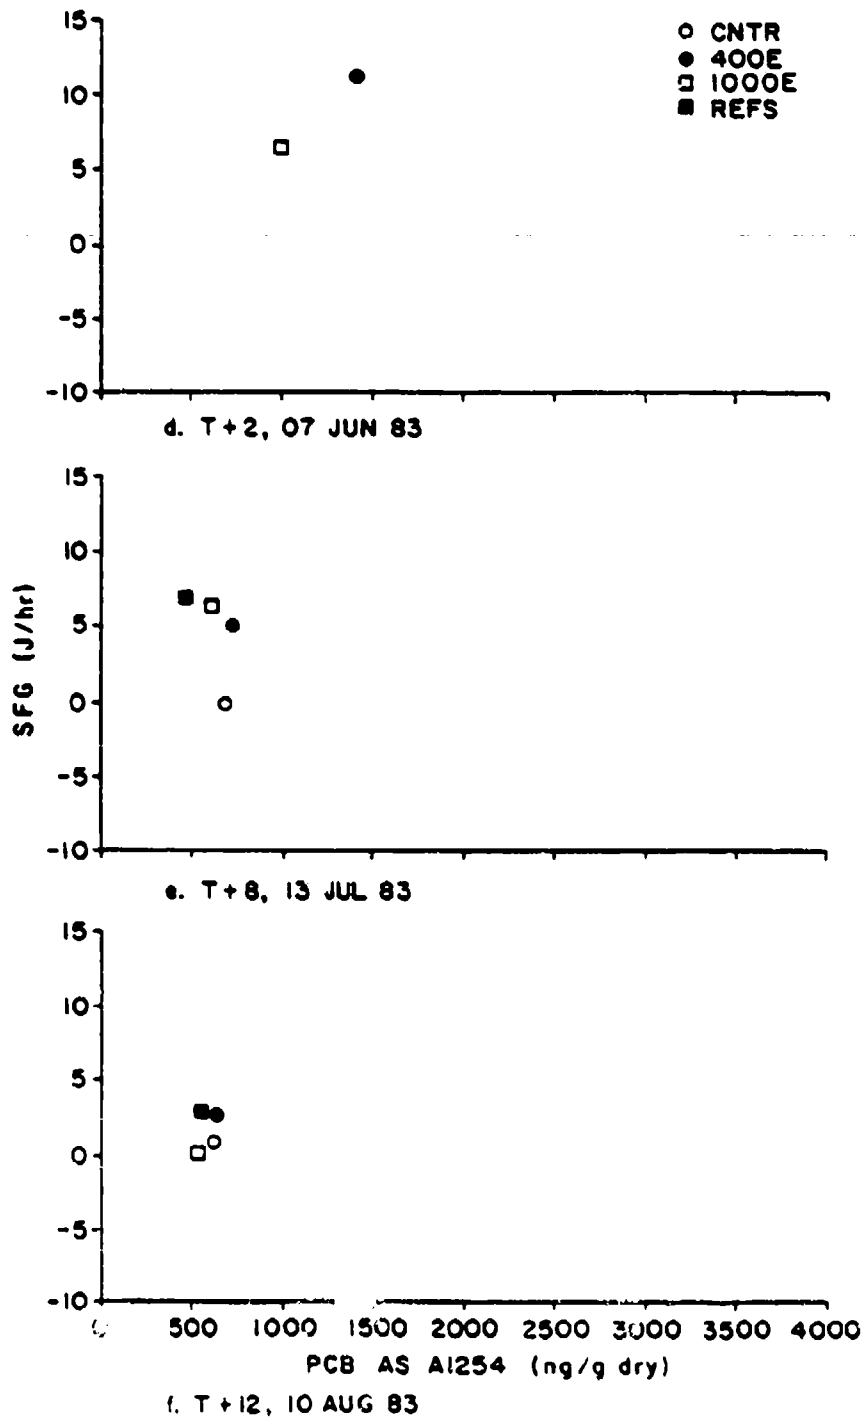 15
10
5
0
-5
-10
○ CNTR
● 400E
□ 1000E
■ REFS
d. T+2, 07 JUN 83
15
10
5
0
-5
-10
SFG (J/hr)
e. T+8, 13 JUL 83
15
10
5
0
-5
-10
0 500 1000 1500 2000 2500 3000 3500 4000
PCB AS A1254 (ng/g dry)
f. T+12, 10 AUG 83